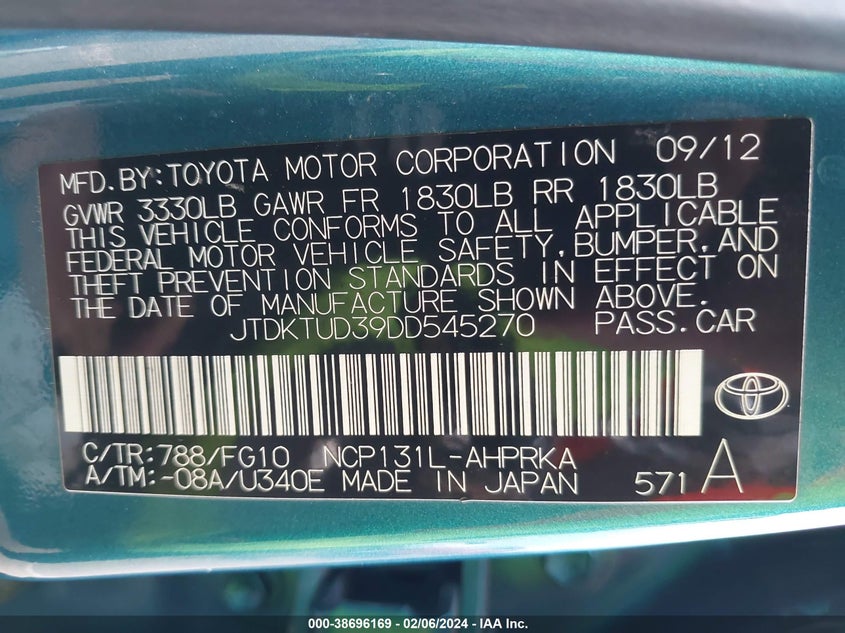 MFD.BY:TOYOTA MOTOR CORPORATION 09/12
GVWR 3330LB GAWR FR 1830LB RR 1830LB
THIS VEHICLE CONFORMS TO ALL APPLICABLE
FEDERAL MOTOR VEHICLE SAFETY,BUMPER,AND
THEFT PREVENTION STANDARDS IN EFFECT ON
THE DATE OF MANUFACTURE SHOWN ABOVE.
JTDKTUD39DD545270 PASS.CAR
C/TR:788/FG10 NCP131L-AHPRKA
A/TM:-08A/U340E MADE IN JAPAN 571 A
000-38696169 - 02/06/2024 - IAA Inc.